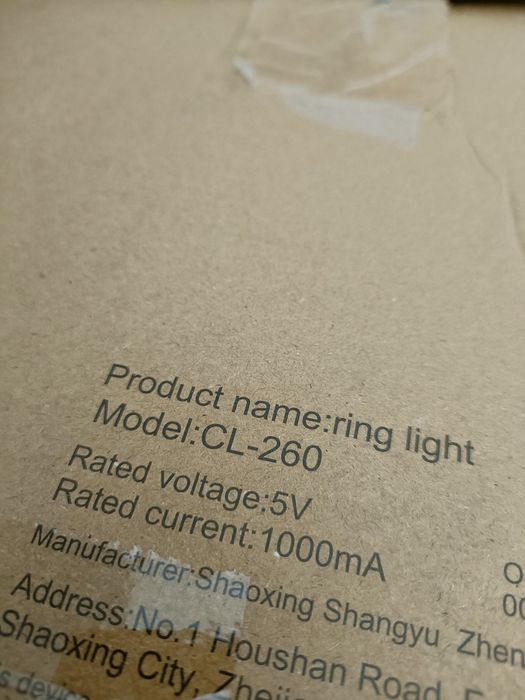 Product name:ring light
Model:CL-260
Rated voltage:5V
Rated current:1000mA
Manufacturer:Shaoxing Shangyu Zhen
Address:No.1 Houshan Road,
Shaoxing City,